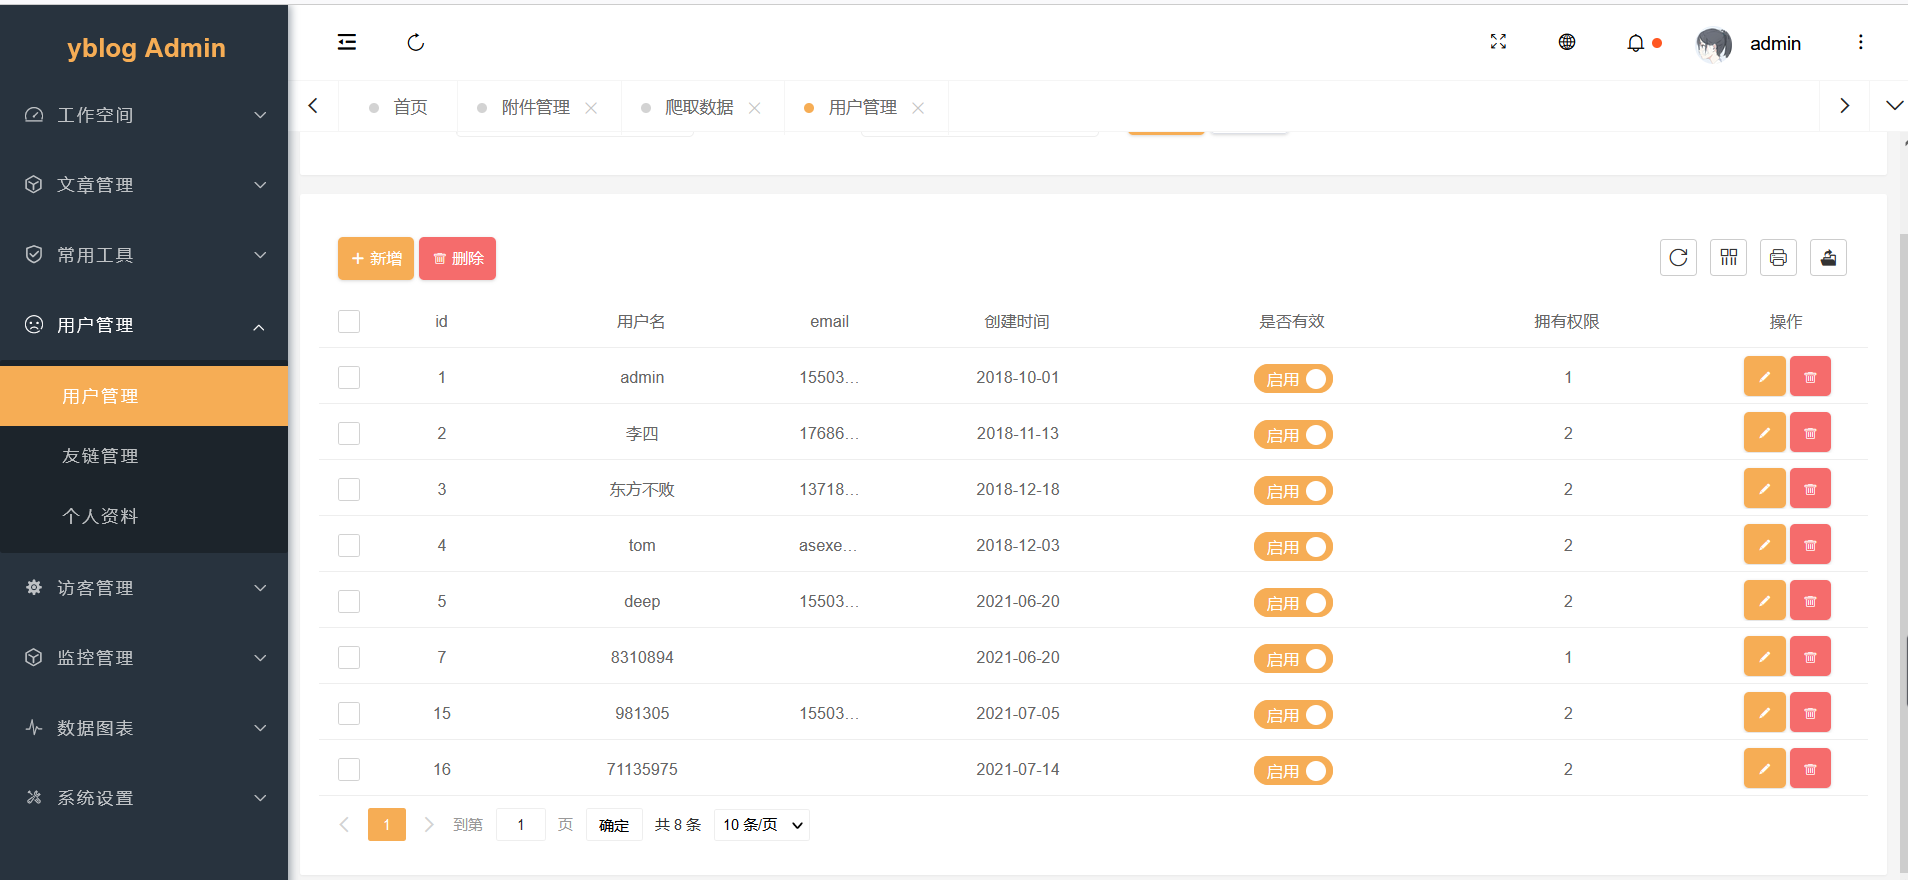 yblog Admin
admin
首页
附件管理
爬取数据
用户管理
工作空间
文章管理
常用工具
用户管理
用户管理
友链管理
个人资料
访客管理
监控管理
数据图表
系统设置
新增 删除
id 用户名 email 创建时间 是否有效 拥有权限 操作
1 admin 15503... 2018-10-01 启用 1
2 李四 17686... 2018-11-13 启用 2
3 东方不败 13718... 2018-12-18 启用 2
4 tom asexe... 2018-12-03 启用 2
5 deep 15503... 2021-06-20 启用 2
7 8310894 2021-06-20 启用 1
15 981305 15503... 2021-07-05 启用 2
16 71135975 2021-07-14 启用 2
1 到第 1 页 确定 共 8 条 10 条/页